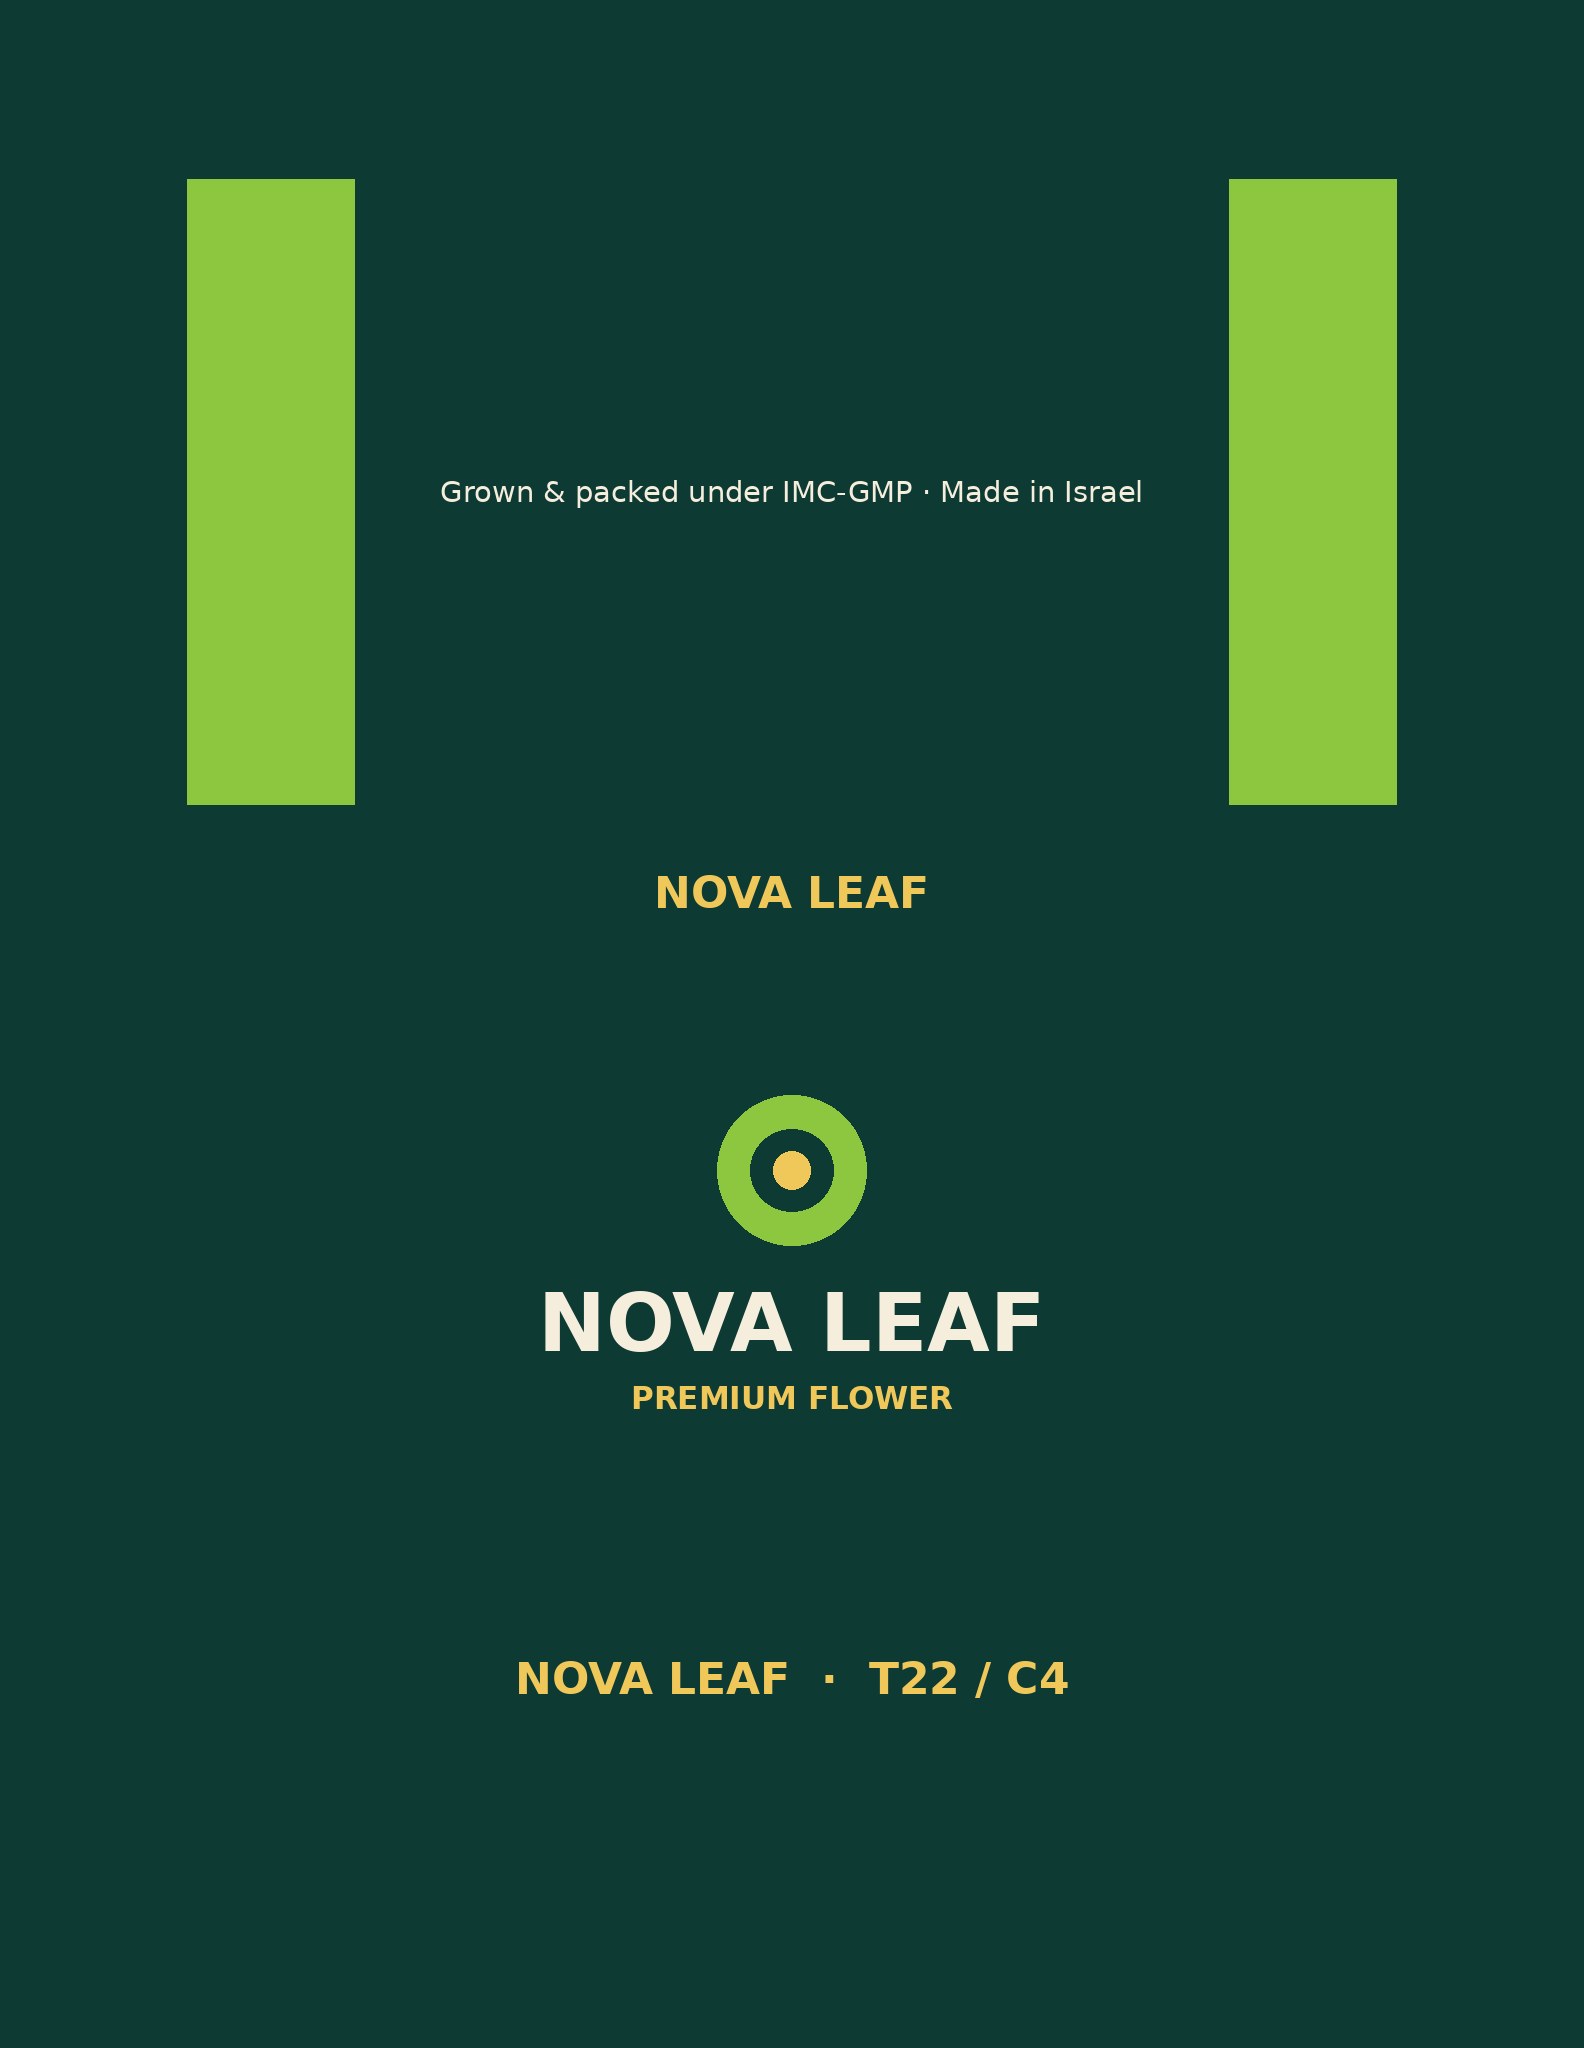 Grown & packed under IMC-GMP · Made in Israel
NOVA LEAF
NOVA LEAF
PREMIUM FLOWER
NOVA LEAF · T22 / C4